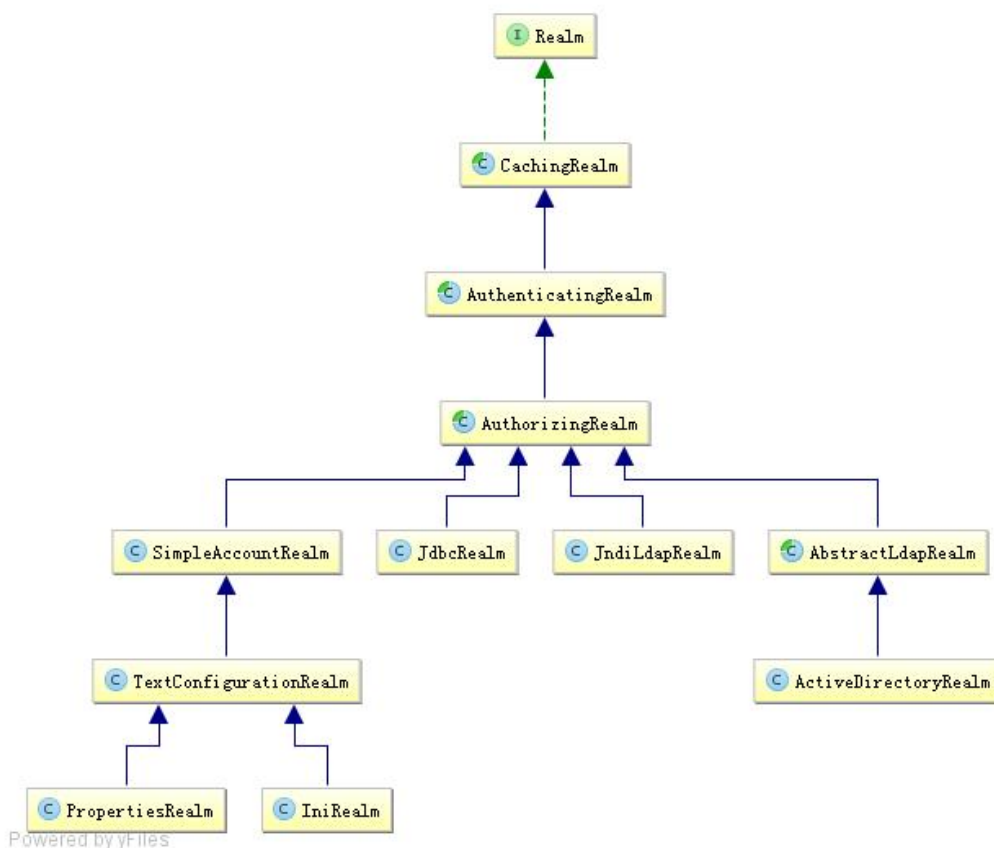 I Realm
C CachingRealm
C AuthenticatingRealm
C AuthorizingRealm
C SimpleAccountRealm
C JdbcRealm
C JndiLdapRealm
C AbstractLdapRealm
C TextConfigurationRealm
C ActiveDirectoryRealm
C PropertiesRealm
C IniRealm
Powered by yFiles